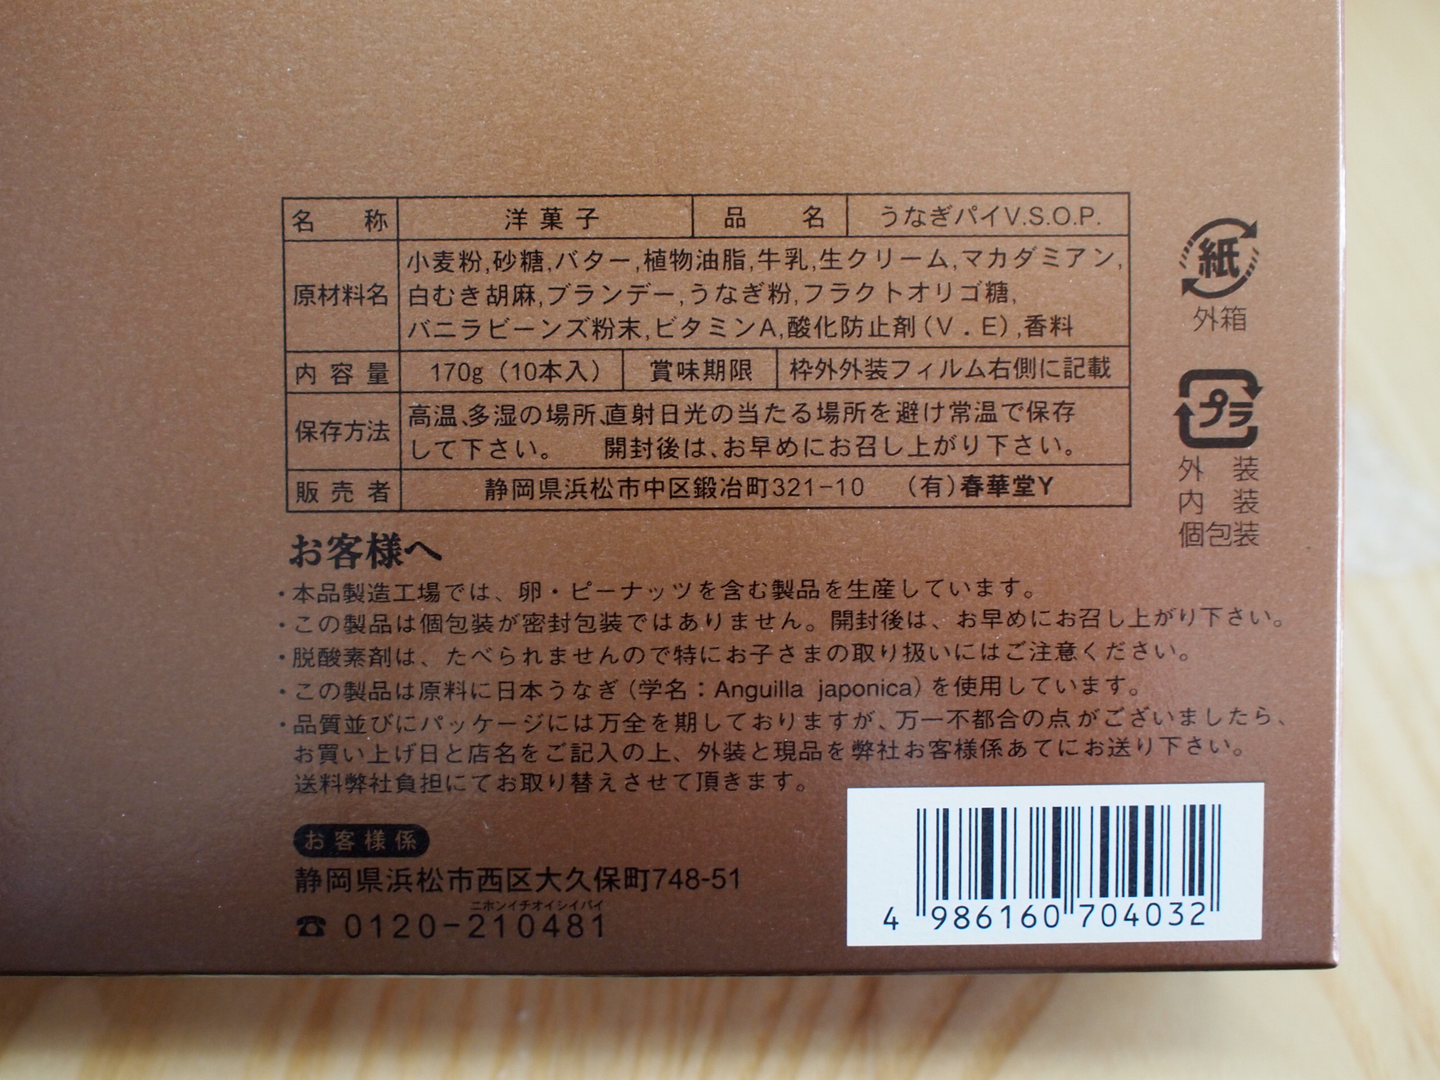 名称 洋菓子 品名 うなぎパイV.S.O.P.
原材料名
小麦粉,砂糖,バター,植物油脂,牛乳,生クリーム,マカダミアン,
白むき胡麻,ブランデー,うなぎ粉,フラクトオリゴ糖,
バニラビーンズ粉末,ビタミンA,酸化防止剤(V.E),香料
内容量 170g(10本入) 賞味期限 枠外外装フィルム右側に記載
保存方法
高温、多湿の場所、直射日光の当たる場所を避け常温で保存
して下さい。 開封後は、お早めにお召し上がり下さい。
販売者 静岡県浜松市中区鍛冶町321-10 (有)春華堂Y
紙
外箱
プラ
外装
内装
個包装
お客様へ
・本品製造工場では、卵・ピーナッツを含む製品を生産しています。
・この製品は個包装が密封包装ではありません。開封後は、お早めにお召し上がり下さい。
・脱酸素剤は、たべられませんので特にお子さまの取り扱いにはご注意ください。
・この製品は原料に日本うなぎ(学名：Anguilla japonica)を使用しています。
・品質並びにパッケージには万全を期しておりますが、万一不都合の点がございましたら、
お買い上げ日と店名をご記入の上、外装と現品を弊社お客様係あてにお送り下さい。
送料弊社負担にてお取り替えさせて頂きます。
お客様係
静岡県浜松市西区大久保町748-51
ニホンイチオイシイパイ
☎ 0120-210481
4 986160 704032